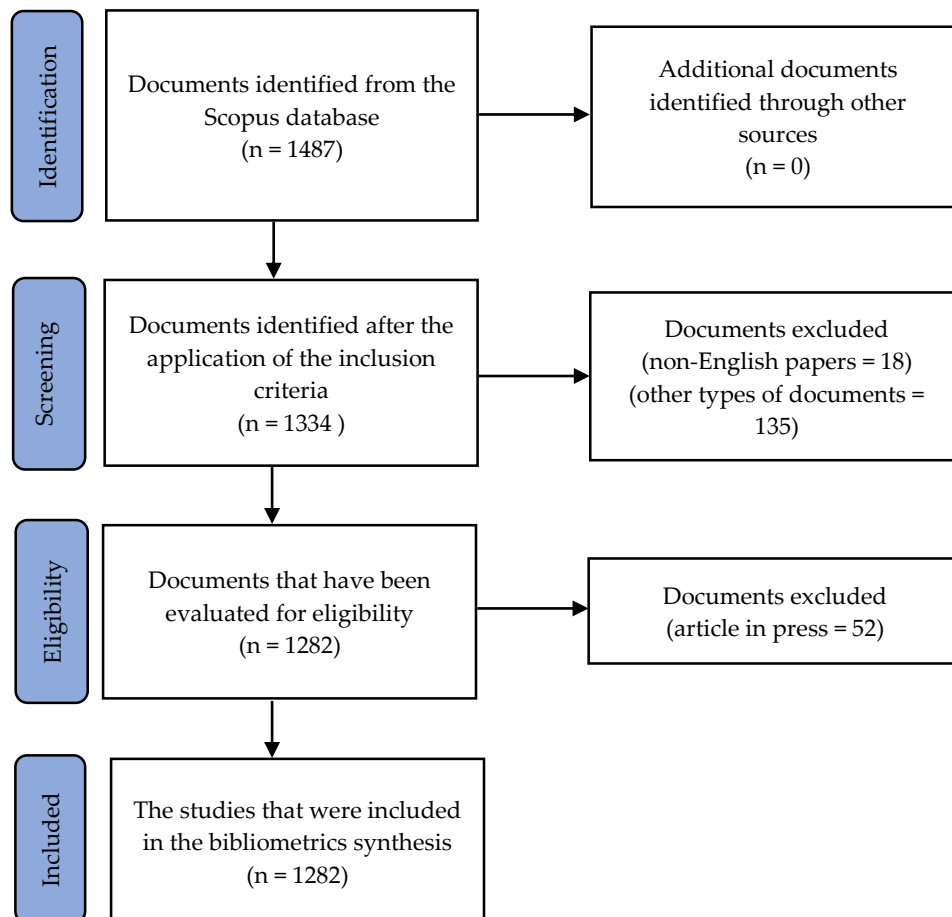 Identification
Documents identified from the
Scopus database
(n = 1487)
Additional documents
identified through other
sources
(n = 0)
Screening
Documents identified after the
application of the inclusion
criteria
(n = 1334 )
Documents excluded
(non-English papers = 18)
(other types of documents =
135)
Eligibility
Documents that have been
evaluated for eligibility
(n = 1282)
Documents excluded
(article in press = 52)
Included
The studies that were included
in the bibliometrics synthesis
(n = 1282)